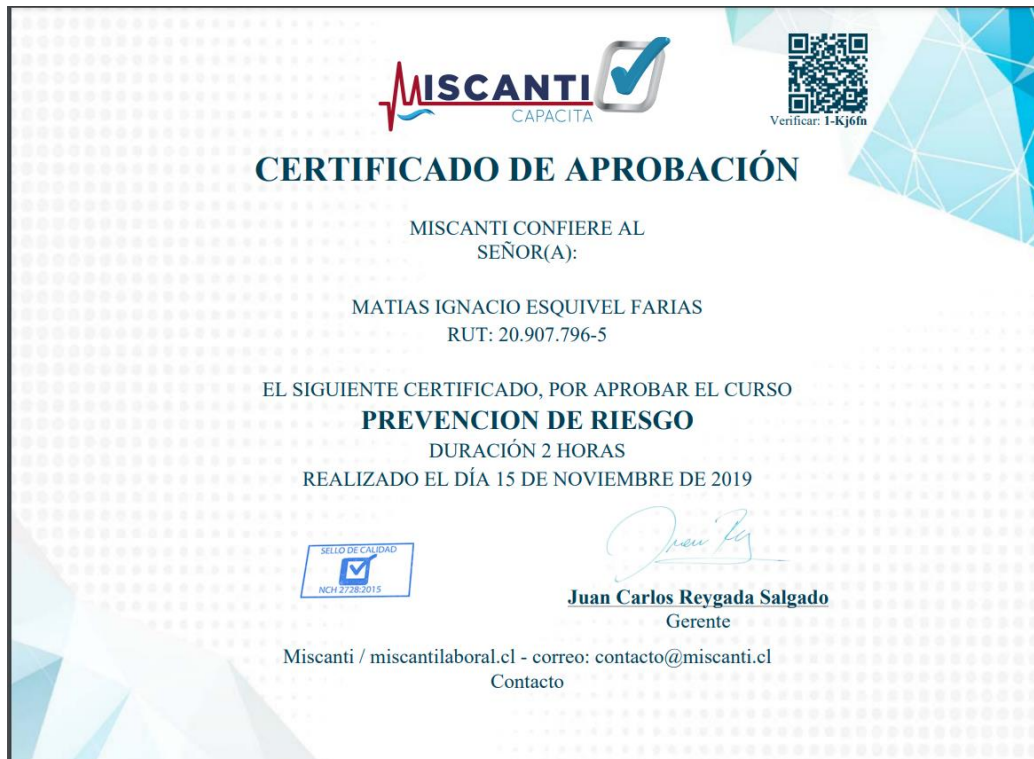 MISCANTI
CAPACITA
Verificar: 1-Kj6fn
CERTIFICADO DE APROBACIÓN
MISCANTI CONFIERE AL
SEÑOR(A):
MATIAS IGNACIO ESQUIVEL FARIAS
RUT: 20.907.796-5
EL SIGUIENTE CERTIFICADO, POR APROBAR EL CURSO
PREVENCION DE RIESGO
DURACIÓN 2 HORAS
REALIZADO EL DÍA 15 DE NOVIEMBRE DE 2019
SELLO DE CALIDAD
NCH 2728:2015
Juan Carlos Reygada Salgado
Gerente
Miscanti / miscantilaboral.cl - correo: contacto@miscanti.cl
Contacto